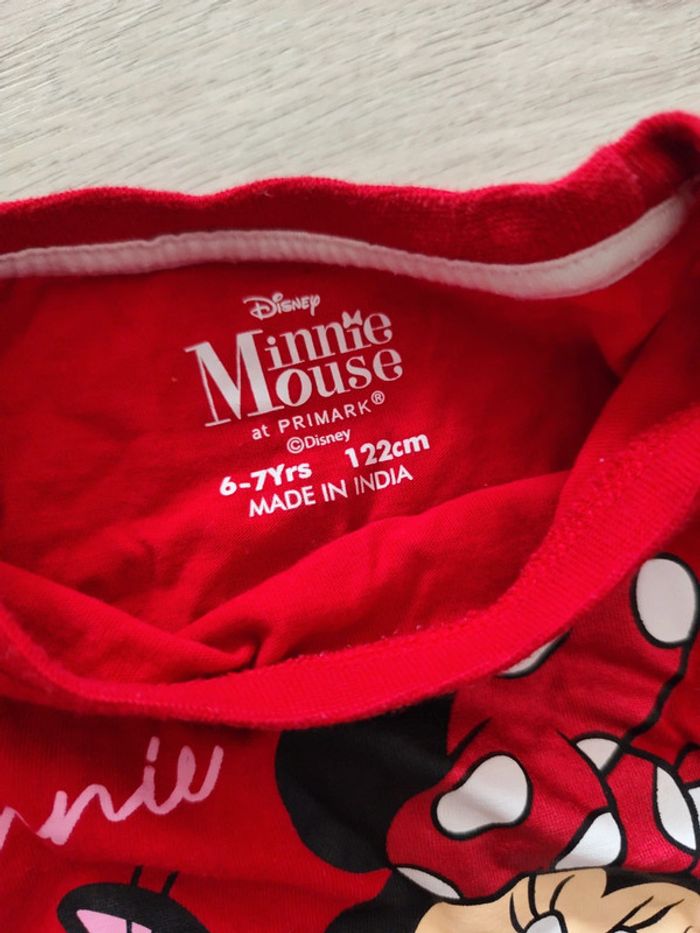 Disney
Minnie
Mouse
at PRIMARK®
©Disney
6-7Yrs 122cm
MADE IN INDIA